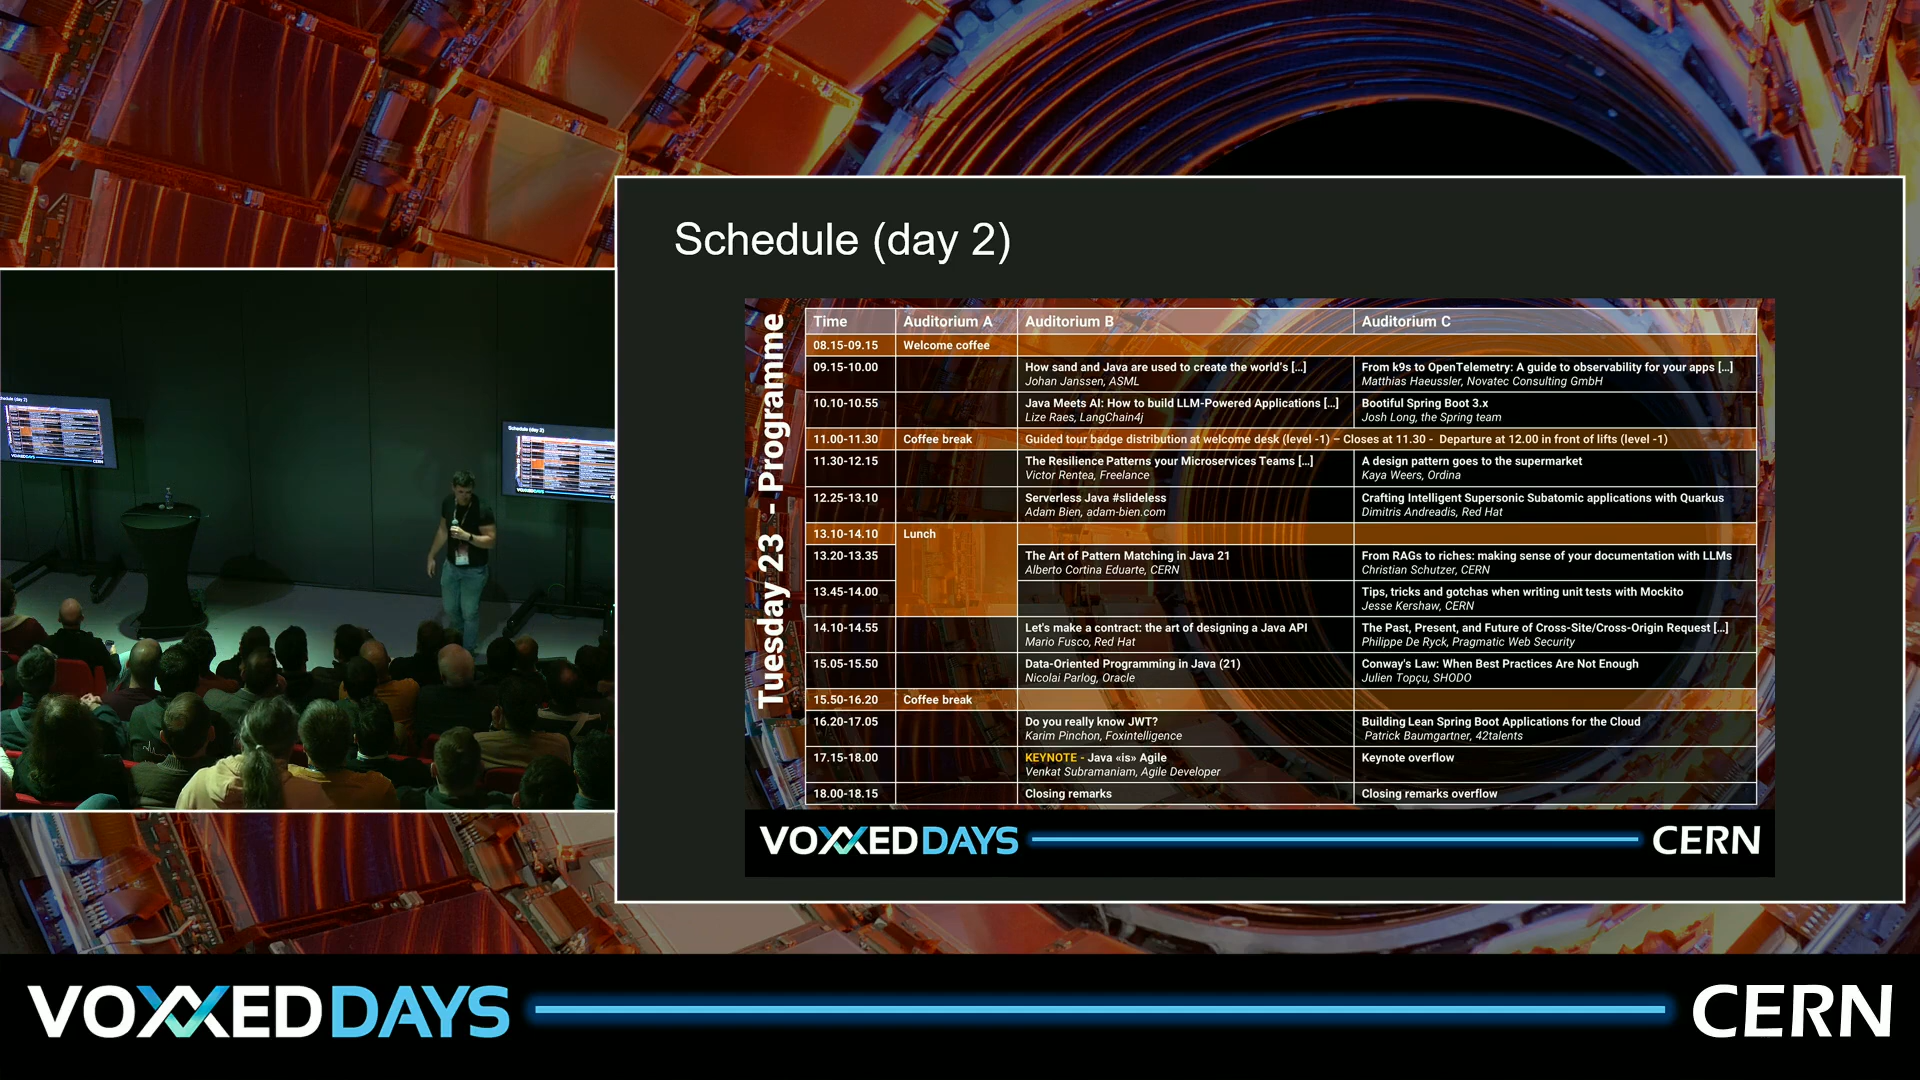 Schedule (day 2)
Tuesday 23 - Programme
Time Auditorium A Auditorium B Auditorium C
08.15-09.15 Welcome coffee
09.15-10.00 How sand and Java are used to create the world's [...] From k9s to OpenTelemetry: A guide to observability for your apps [...]
Johan Janssen, ASML Matthias Haeussler, Novatec Consulting GmbH
10.10-10.55 Java Meets AI: How to build LLM-Powered Applications [...] Bootiful Spring Boot 3.x
Lize Raes, LangChain4j Josh Long, the Spring team
11.00-11.30 Coffee break Guided tour badge distribution at welcome desk (level -1) – Closes at 11.30 - Departure at 12.00 in front of lifts (level -1)
11.30-12.15 The Resilience Patterns your Microservices Teams [...] A design pattern goes to the supermarket
Victor Rentea, Freelance Kaya Weers, Ordina
12.25-13.10 Serverless Java #slideless Crafting Intelligent Supersonic Subatomic applications with Quarkus
Adam Bien, adam-bien.com Dimitris Andreadis, Red Hat
13.10-14.10 Lunch
13.20-13.35 The Art of Pattern Matching in Java 21 From RAGs to riches: making sense of your documentation with LLMs
Alberto Cortina Eduarte, CERN Christian Schutzer, CERN
13.45-14.00 Tips, tricks and gotchas when writing unit tests with Mockito
Jesse Kershaw, CERN
14.10-14.55 Let's make a contract: the art of designing a Java API The Past, Present, and Future of Cross-Site/Cross-Origin Request [...]
Mario Fusco, Red Hat Philippe De Ryck, Pragmatic Web Security
15.05-15.50 Data-Oriented Programming in Java (21) Conway's Law: When Best Practices Are Not Enough
Nicolai Parlog, Oracle Julien Topçu, SHODO
15.50-16.20 Coffee break
16.20-17.05 Do you really know JWT? Building Lean Spring Boot Applications for the Cloud
Karim Pinchon, Foxintelligence Patrick Baumgartner, 42talents
17.15-18.00 KEYNOTE - Java «is» Agile Keynote overflow
Venkat Subramaniam, Agile Developer
18.00-18.15 Closing remarks Closing remarks overflow
VOXXED DAYS CERN
VOXXED DAYS CERN